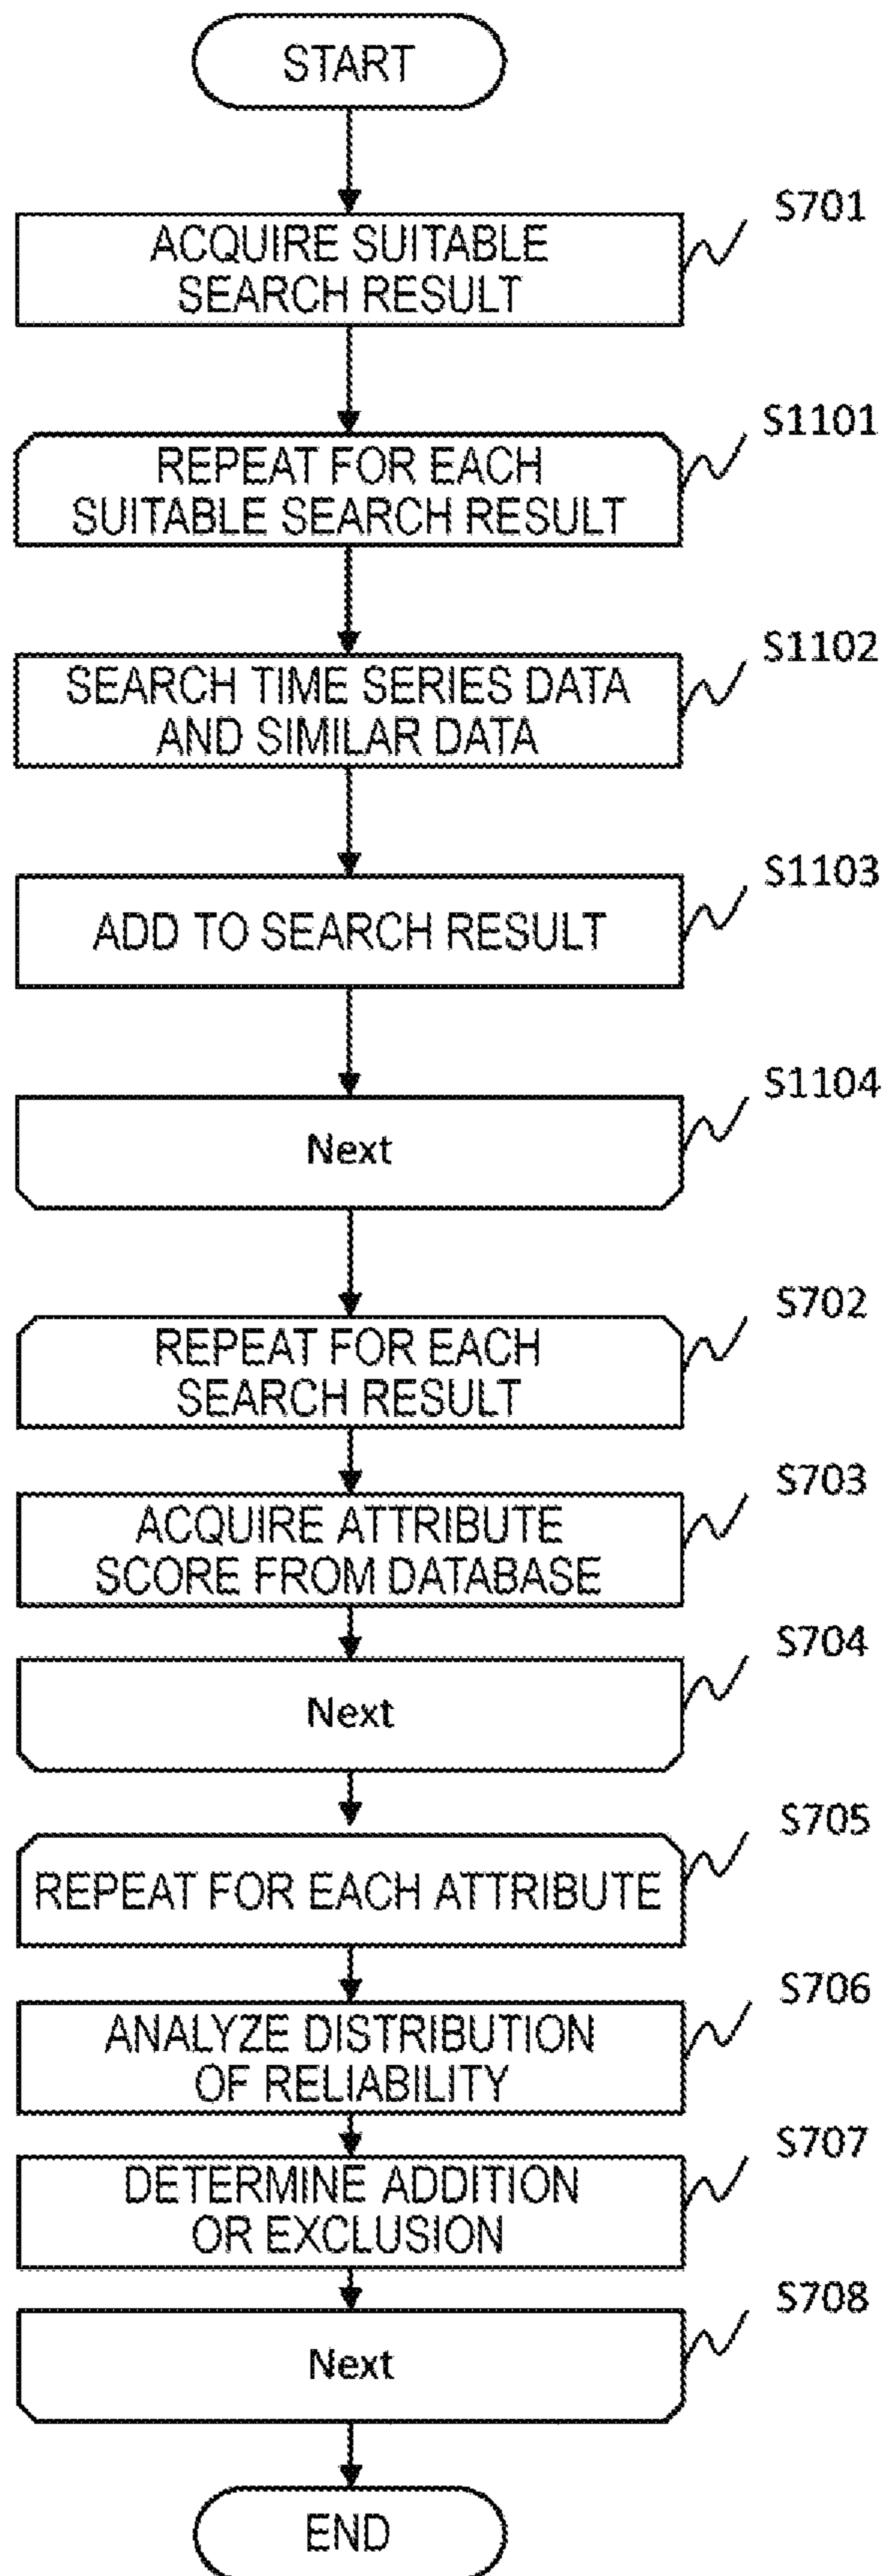 START
S701
ACQUIRE SUITABLE
SEARCH RESULT
S1101
REPEAT FOR EACH
SUITABLE SEARCH RESULT
S1102
SEARCH TIME SERIES DATA
AND SIMILAR DATA
S1103
ADD TO SEARCH RESULT
S1104
Next
S702
REPEAT FOR EACH
SEARCH RESULT
S703
ACQUIRE ATTRIBUTE
SCORE FROM DATABASE
S704
Next
S705
REPEAT FOR EACH ATTRIBUTE
S706
ANALYZE DISTRIBUTION
OF RELIABILITY
S707
DETERMINE ADDITION
OR EXCLUSION
S708
Next
END